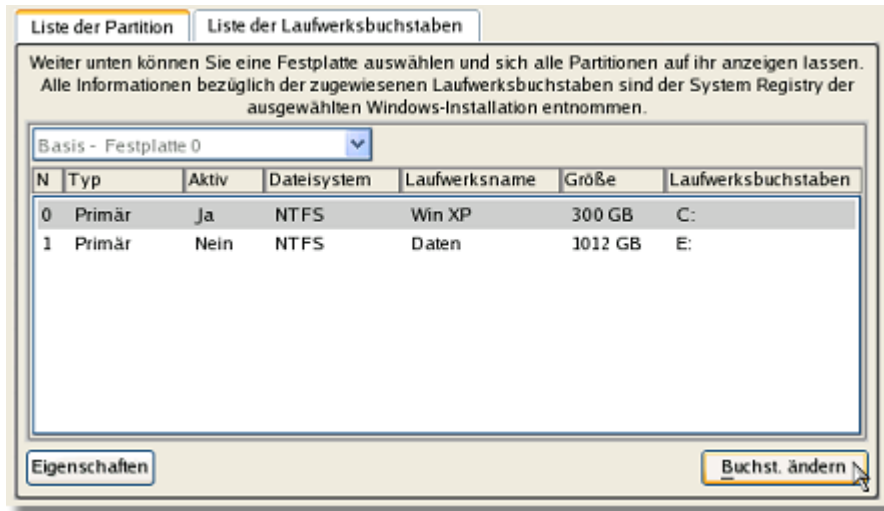 Liste der Partition
Liste der Laufwerksbuchstaben
Weiter unten können Sie eine Festplatte auswählen und sich alle Partitionen auf ihr anzeigen lassen.
Alle Informationen bezüglich der zugewiesenen Laufwerksbuchstaben sind der System Registry der
ausgewählten Windows-Installation entnommen.
Basis - Festplatte 0
N Typ Aktiv Dateisystem Laufwerksname Größe Laufwerksbuchstaben
0 Primär Ja NTFS Win XP 300 GB C:
1 Primär Nein NTFS Daten 1012 GB E:
Eigenschaften
Buchst. ändern